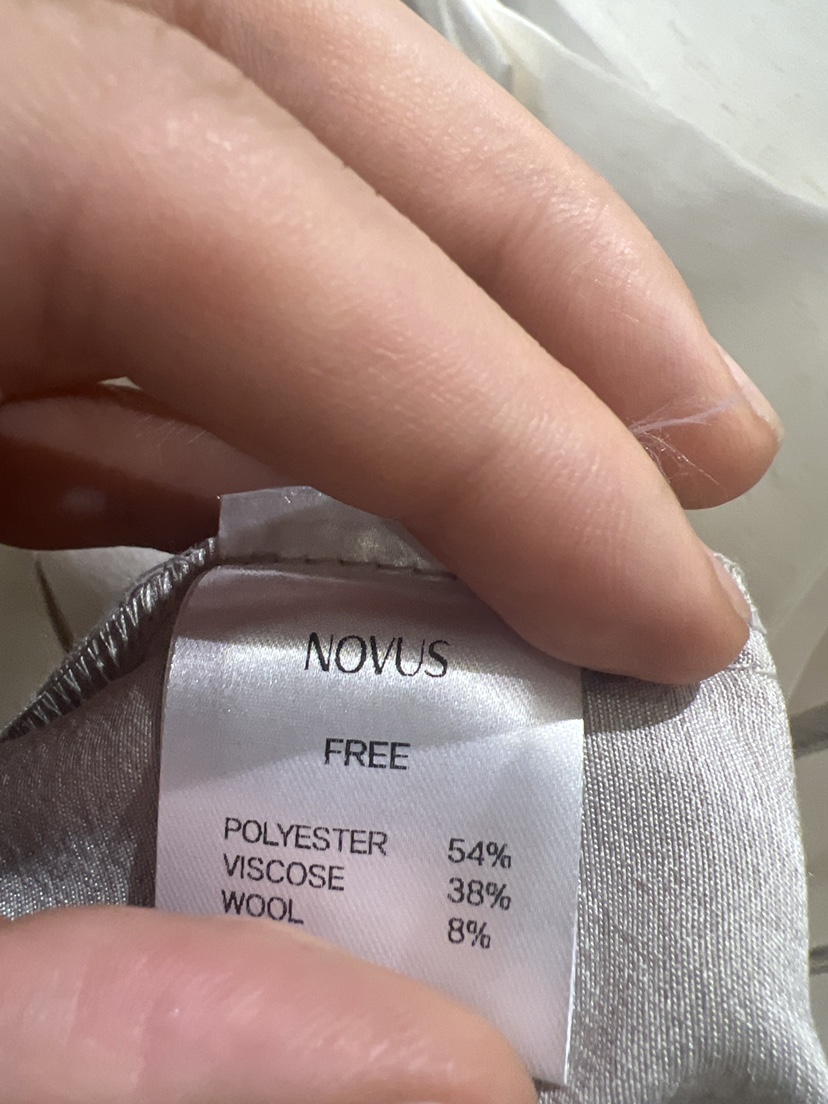 NOVUS
FREE
POLYESTER 54%
VISCOSE 38%
WOOL 8%